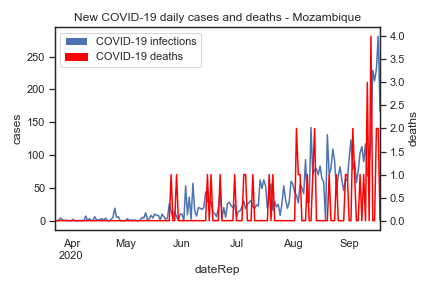 New COVID-19 daily cases and deaths - Mozambique
COVID-19 infections
COVID-19 deaths
cases
250
200
150
100
50
0
deaths
4.0
3.5
3.0
2.5
2.0
1.5
1.0
0.5
0.0
Apr
2020
May
Jun
Jul
Aug
Sep
dateRep